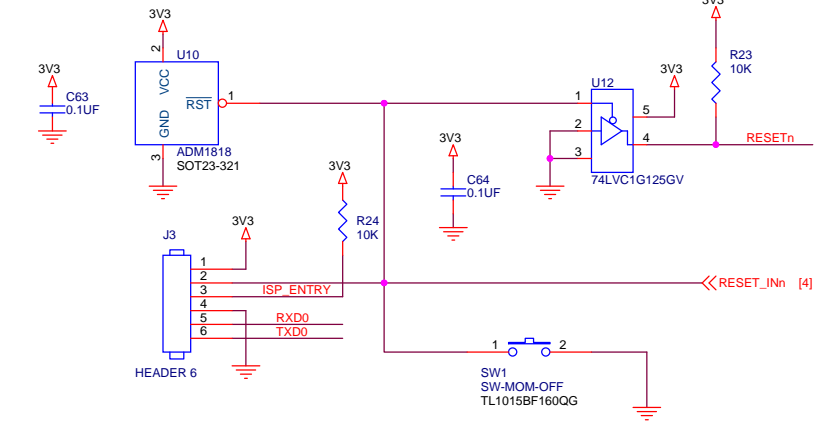 3V3
3V3
U10
2
VCC
RST
1
GND
3
ADM1818
SOT23-321
3V3
C63
0.1UF
3V3
R23
10K
3V3
U12
1
2
3
5
4
RESETn
74LVC1G125GV
3V3
C64
0.1UF
3V3
R24
10K
J3
3V3
1
2
3
4
5
6
ISP_ENTRY
RXD0
TXD0
HEADER 6
RESET_INn [4]
1
2
SW1
SW-MOM-OFF
TL1015BF160QG